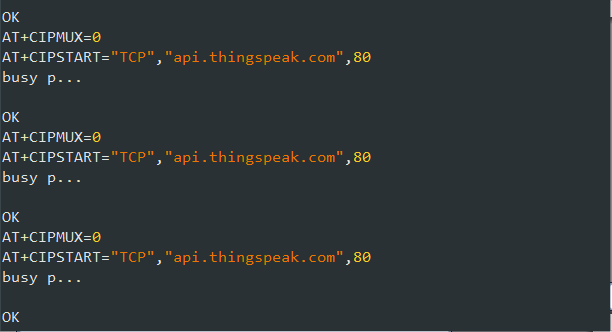 OK
AT+CIPMUX=0
AT+CIPSTART="TCP","api.thingspeak.com",80
busy p...
OK
AT+CIPMUX=0
AT+CIPSTART="TCP","api.thingspeak.com",80
busy p...
OK
AT+CIPMUX=0
AT+CIPSTART="TCP","api.thingspeak.com",80
busy p...
OK